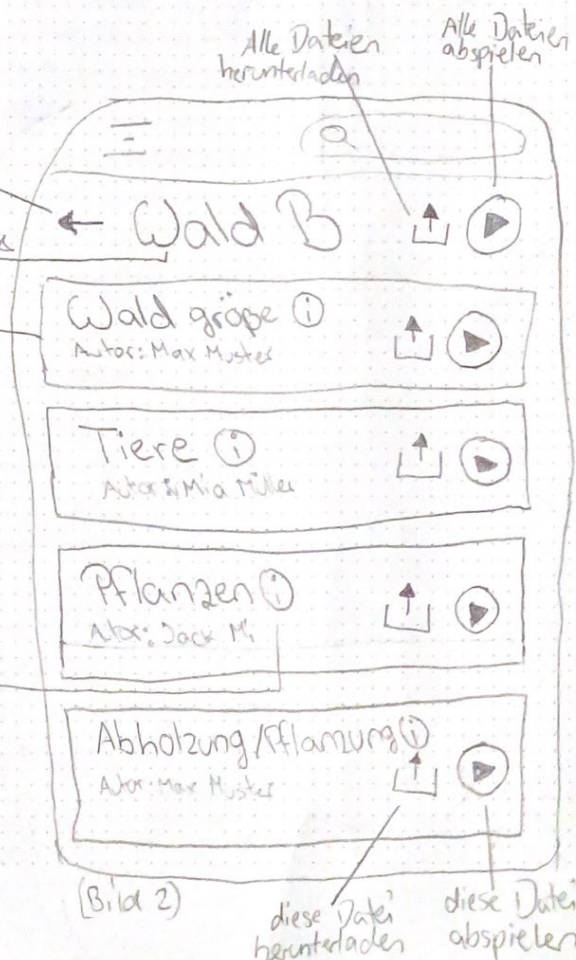 Alle Dateien
herunterladen
Alle Dateien
abspielen
Wald B
Wald größe i
Autor: Max Muster
Tiere i
Autor: Mia Müller
Pflanzen i
Autor: Jack Mi
Abholzung/Pflanzung i
Autor: Max Muster
(Bild 2)
diese Datei
herunterladen
diese Datei
abspielen